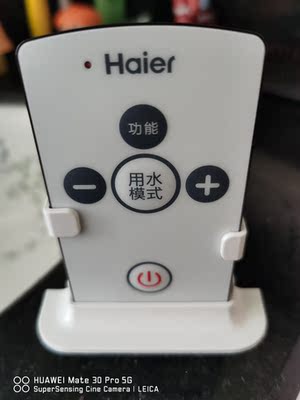 Haier
功能
用水
模式
HUAWEI Mate 30 Pro 5G
SuperSensing Cine Camera | LEICA